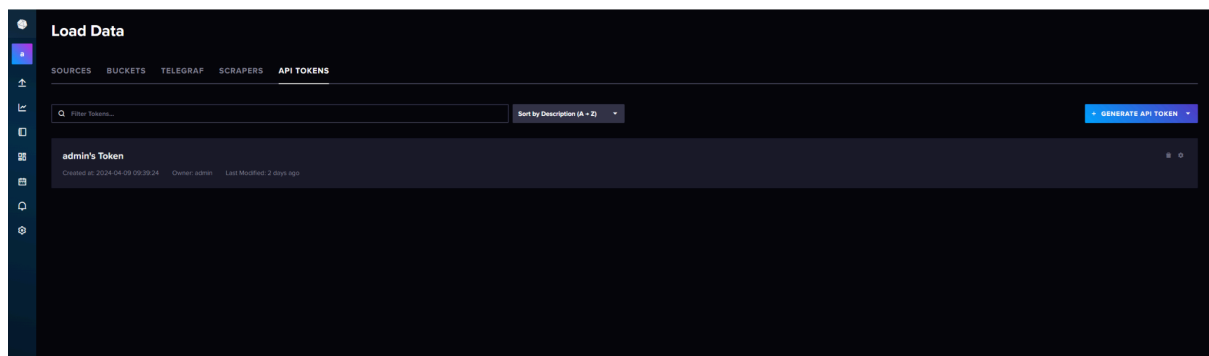 Load Data
a
SOURCES BUCKETS TELEGRAF SCRAPERS API TOKENS
Filter Tokens... Sort by Description (A → Z) + GENERATE API TOKEN
admin's Token
Created at: 2024-04-09 09:39:24 Owner: admin Last Modified: 2 days ago